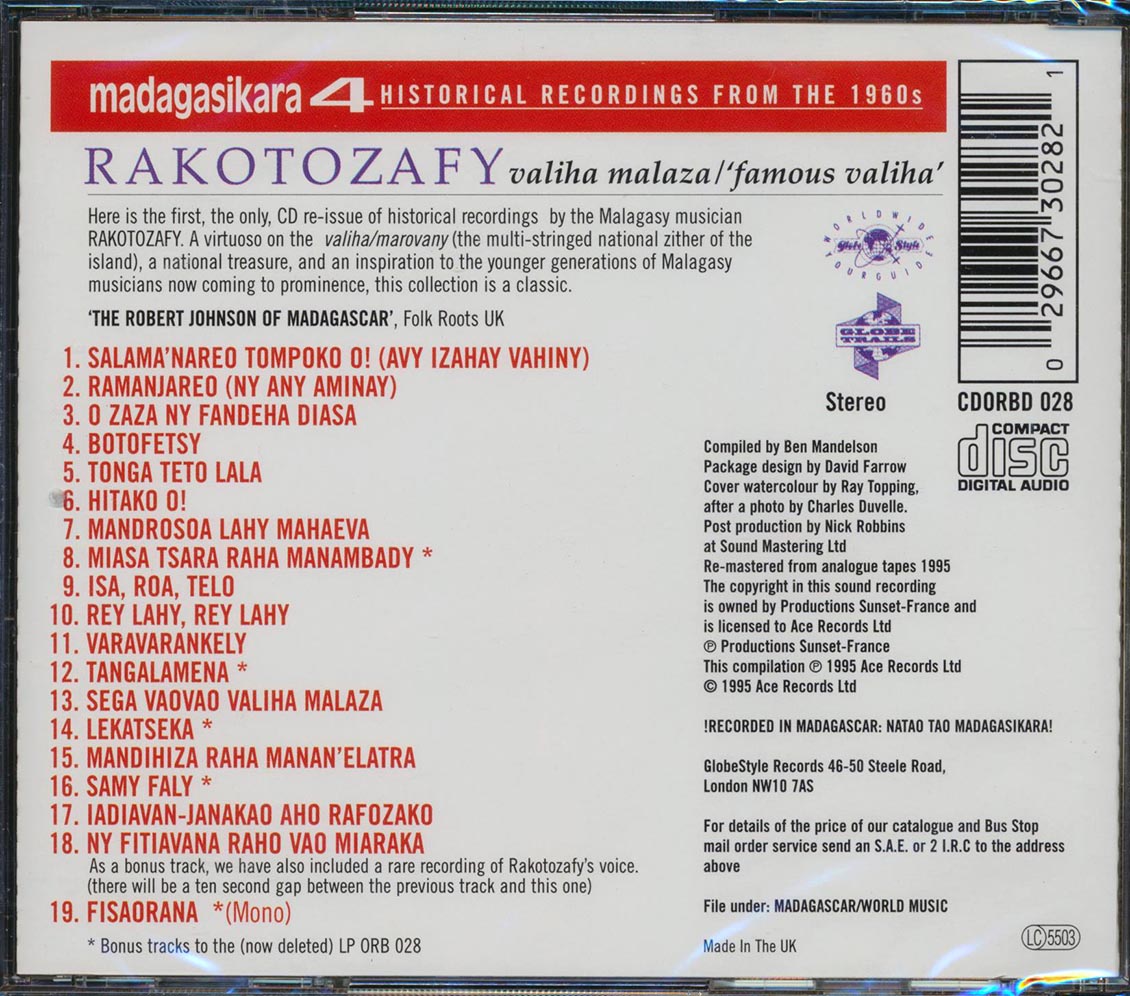 madagasikara 4 HISTORICAL RECORDINGS FROM THE 1960s
RAKOTOZAFY valiha malaza/'famous valiha'
Here is the first, the only, CD re-issue of historical recordings by the Malagasy musician
RAKOTOZAFY. A virtuoso on the valiha/marovany (the multi-stringed national zither of the
island), a national treasure, and an inspiration to the younger generations of Malagasy
musicians now coming to prominence, this collection is a classic.
'THE ROBERT JOHNSON OF MADAGASCAR', Folk Roots UK
1. SALAMA'NAREO TOMPOKO O! (AVY IZAHAY VAHINY)
2. RAMANJAREO (NY ANY AMINAY)
3. O ZAZA NY FANDEHA DIASA
4. BOTOFETSY
5. TONGA TETO LALA
6. HITAKO O!
7. MANDROSOA LAHY MAHAEVA
8. MIASA TSARA RAHA MANAMBADY *
9. ISA, ROA, TELO
10. REY LAHY, REY LAHY
11. VARAVARANKELY
12. TANGALAMENA *
13. SEGA VAOVAO VALIHA MALAZA
14. LEKATSEKA *
15. MANDIHIZA RAHA MANAN'ELATRA
16. SAMY FALY *
17. IADIAVAN-JANAKAO AHO RAFOZAKO
18. NY FITIAVANA RAHO VAO MIARAKA
As a bonus track, we have also included a rare recording of Rakotozafy's voice.
(there will be a ten second gap between the previous track and this one)
19. FISAORANA *(Mono)
* Bonus tracks to the (now deleted) LP ORB 028
WORLDWIDE
Globe Style
YOUR GUIDE
GLOBE
TRAILS
Stereo
0 29667 30282 1
CDORBD 028
COMPACT
disc
DIGITAL AUDIO
Compiled by Ben Mandelson
Package design by David Farrow
Cover watercolour by Ray Topping,
after a photo by Charles Duvelle.
Post production by Nick Robbins
at Sound Mastering Ltd
Re-mastered from analogue tapes 1995
The copyright in this sound recording
is owned by Productions Sunset-France and
is licensed to Ace Records Ltd
℗ Productions Sunset-France
This compilation ℗ 1995 Ace Records Ltd
© 1995 Ace Records Ltd
!RECORDED IN MADAGASCAR: NATAO TAO MADAGASIKARA!
GlobeStyle Records 46-50 Steele Road,
London NW10 7AS
For details of the price of our catalogue and Bus Stop
mail order service send an S.A.E. or 2 I.R.C to the address
above
File under: MADAGASCAR/WORLD MUSIC
Made in The UK
LC 5503